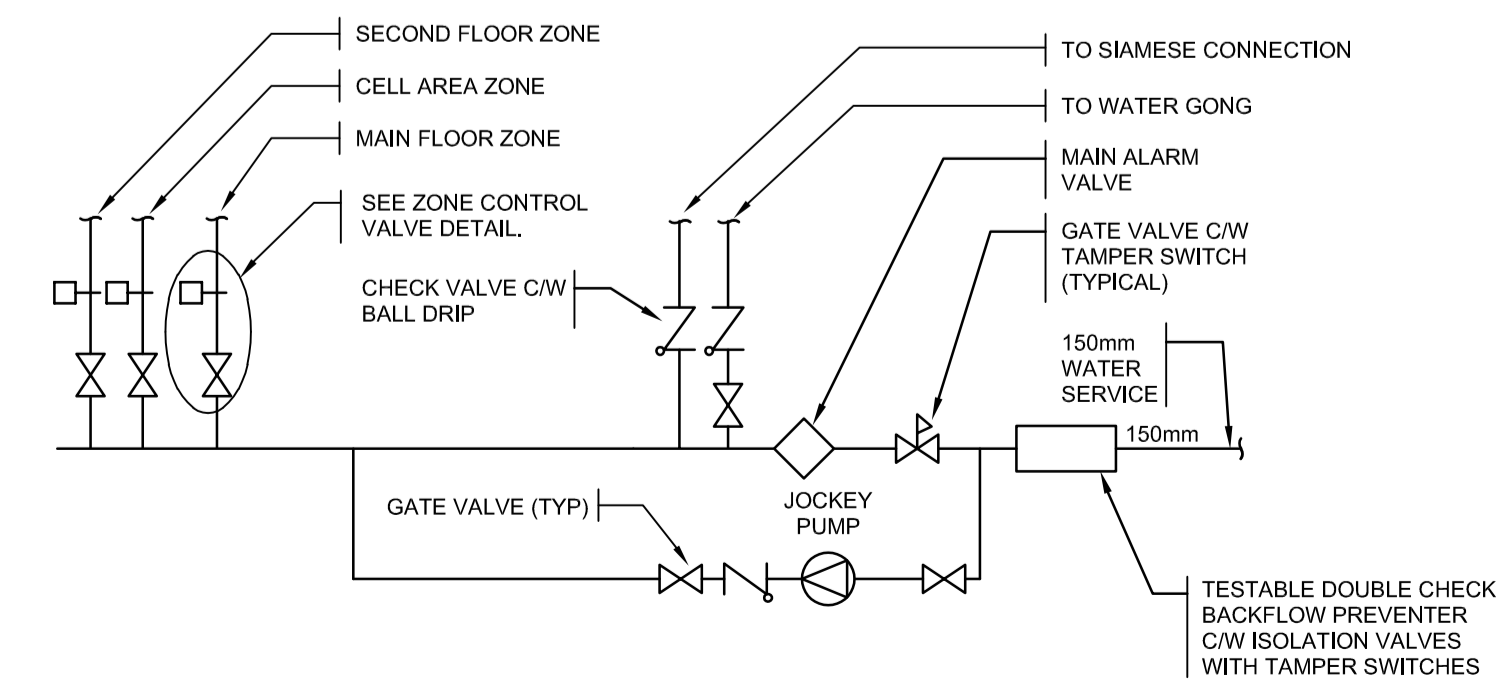 SECOND FLOOR ZONE
CELL AREA ZONE
MAIN FLOOR ZONE
SEE ZONE CONTROL
VALVE DETAIL.
CHECK VALVE C/W
BALL DRIP
TO SIAMESE CONNECTION
TO WATER GONG
MAIN ALARM
VALVE
GATE VALVE C/W
TAMPER SWITCH
(TYPICAL)
150mm
WATER
SERVICE
150mm
JOCKEY
PUMP
GATE VALVE (TYP)
TESTABLE DOUBLE CHECK
BACKFLOW PREVENTER
C/W ISOLATION VALVES
WITH TAMPER SWITCHES